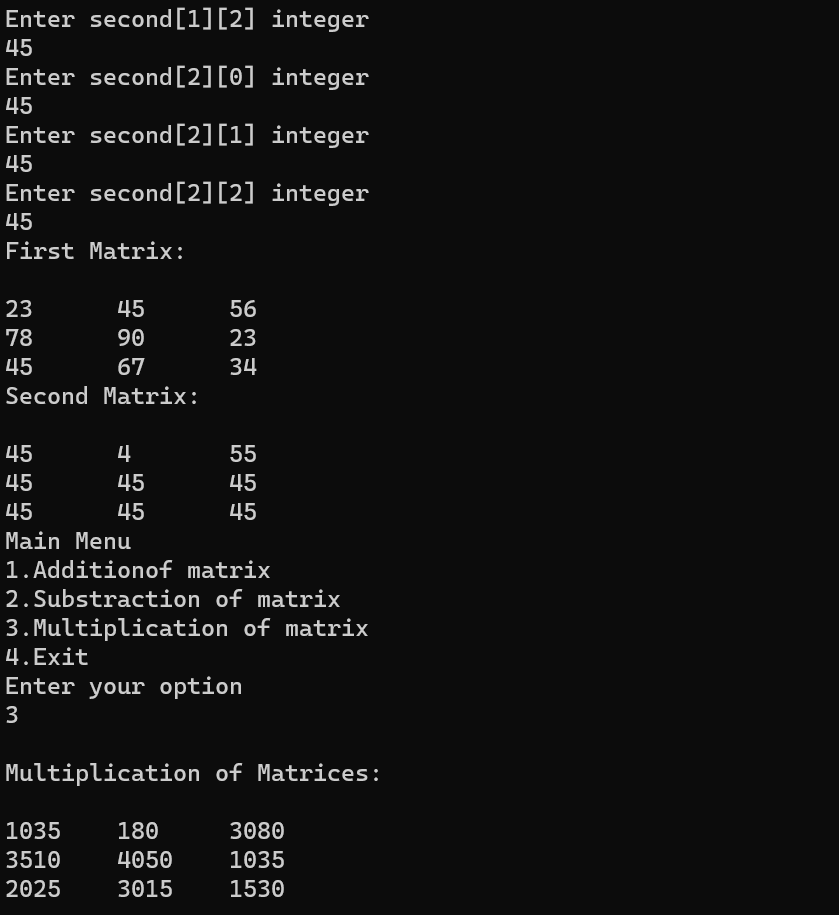 Enter second[1][2] integer
45
Enter second[2][0] integer
45
Enter second[2][1] integer
45
Enter second[2][2] integer
45
First Matrix:
23 45 56
78 90 23
45 67 34
Second Matrix:
45 4 55
45 45 45
45 45 45
Main Menu
1.Additionof matrix
2.Substraction of matrix
3.Multiplication of matrix
4.Exit
Enter your option
3
Multiplication of Matrices:
1035 180 3080
3510 4050 1035
2025 3015 1530